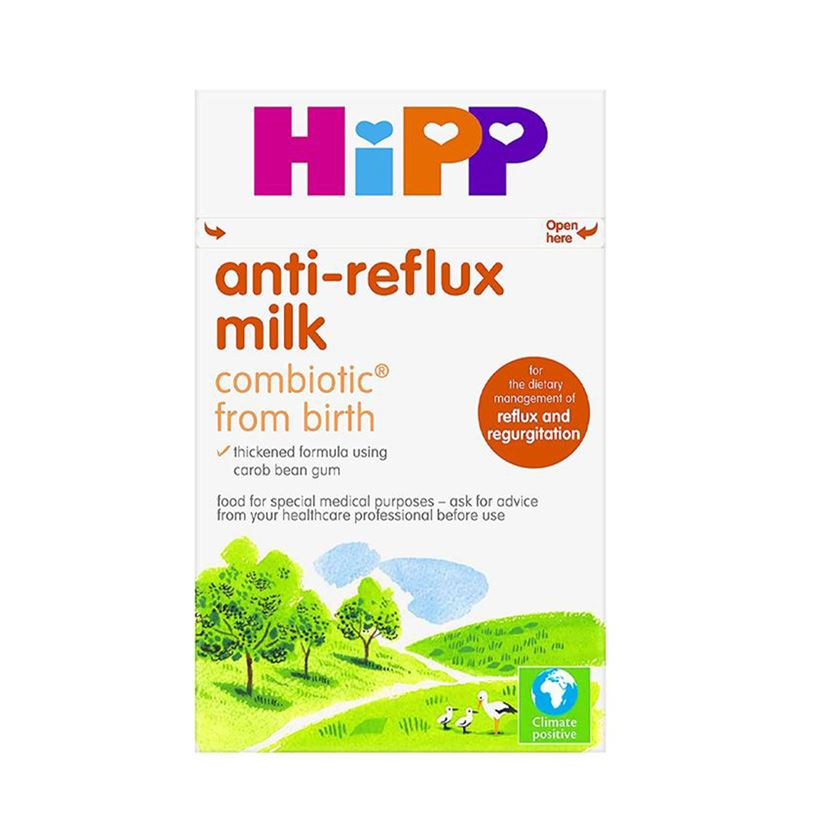 HiPP
Open
here
anti-reflux
milk
combiotic®
from birth
✓ thickened formula using
carob bean gum
for
the dietary
management of
reflux and
regurgitation
food for special medical purposes – ask for advice
from your healthcare professional before use
Climate
positive